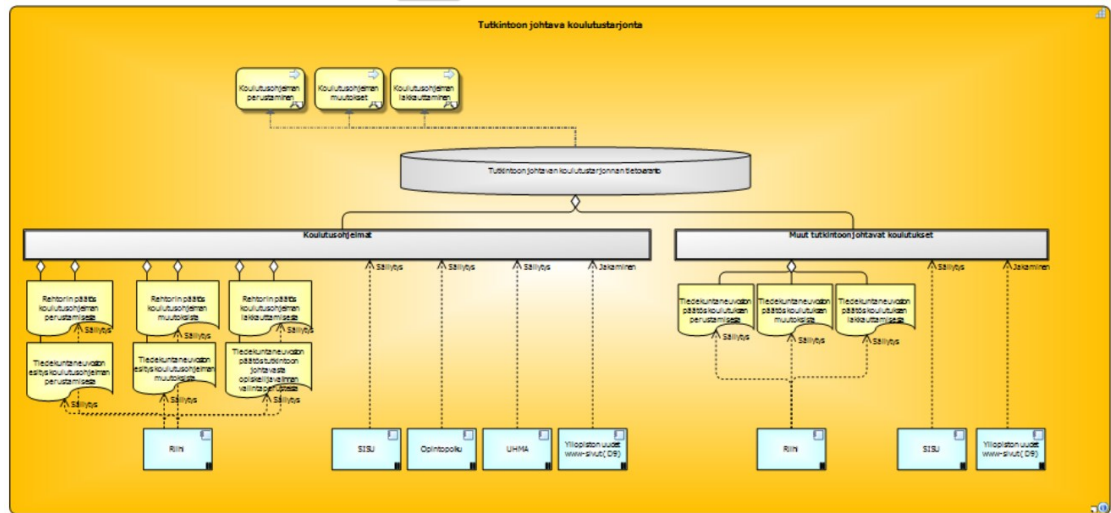 Tutkintoon johtava koulutustarjonta
Koulutusohjelman
perustaminen
Koulutusohjelman
muutokset
Koulutusohjelman
lakkauttaminen
Tutkintoon johtavan koulutustarjonnan tietovaranto
Koulutusohjelmat
Muut tutkintoon johtavat koulutukset
Säilytys
Säilytys
Säilytys
Jakaminen
Säilytys
Jakaminen
Rehtorin päätös
koulutusohjelman
perustamisesta
Rehtorin päätös
koulutusohjelman
muutoksista
Rehtorin päätös
koulutusohjelman
lakkauttamisesta
Tiedekuntaneuvoston
päätös koulutuksen
perustamisesta
Tiedekuntaneuvoston
päätös koulutuksen
muutoksista
Tiedekuntaneuvoston
päätös koulutuksen
lakkauttamisesta
Säilytys
Säilytys
Säilytys
Säilytys
Säilytys
Säilytys
Tiedekuntaneuvoston
esitys koulutusohjelman
perustamisesta
Tiedekuntaneuvoston
esitys koulutusohjelman
muutoksista
Tiedekuntaneuvoston
päätös tutkintoon
johtavasta
opiskelijavalinnan
valintaperusteesta
Säilytys
Säilytys
Säilytys
Riihi
SISU
Opintopolku
UHMA
Yliopiston uudet
www-sivut (D9)
Riihi
SISU
Yliopiston uudet
www-sivut (D9)